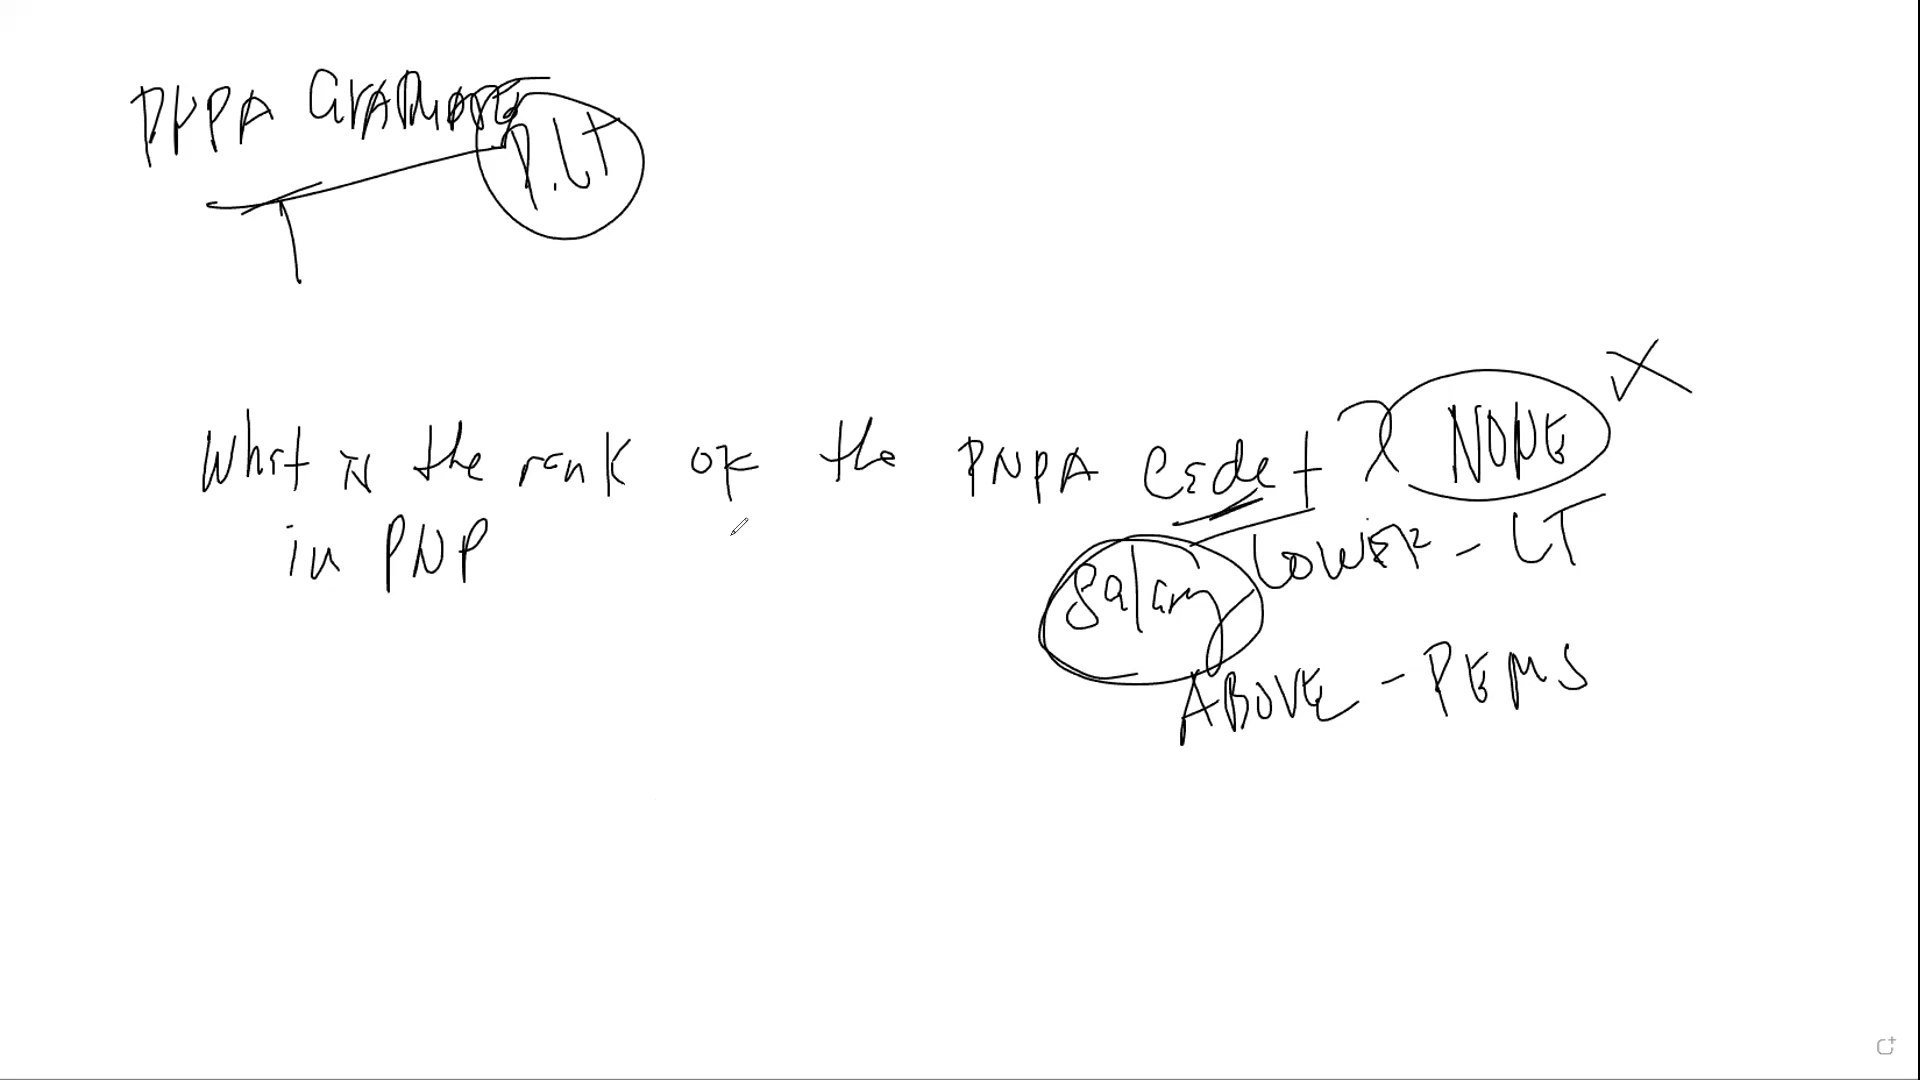 PNPA GRADUATE
P.LT
What is the rank of the PNPA Cadet ? NONE
in PNP
LOWER - LT
Salary
ABOVE - PEMS